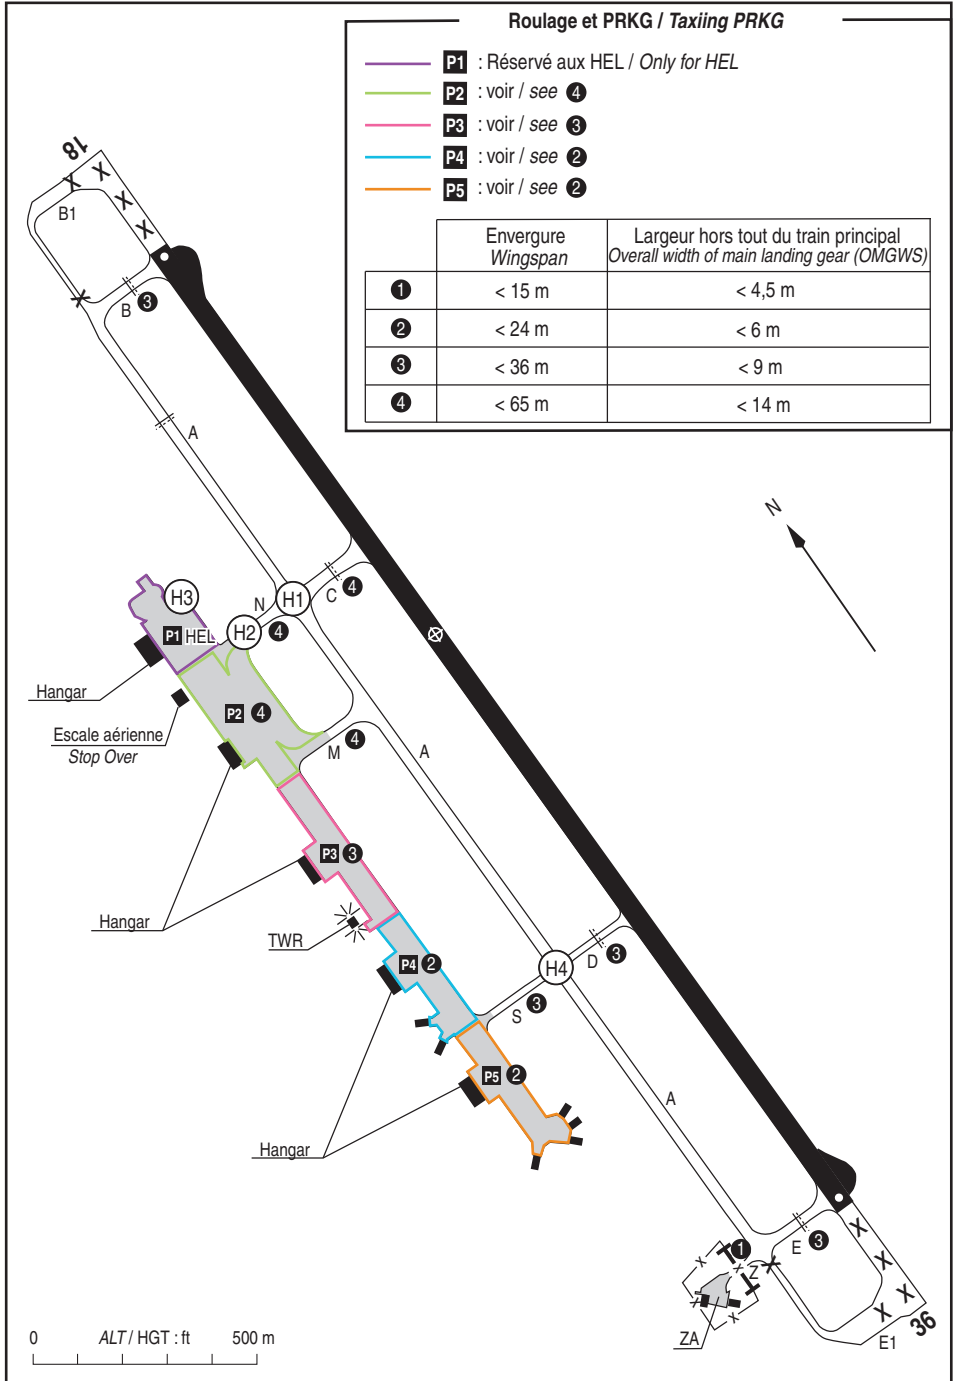 Roulage et PRKG / Taxiing PRKG
P1 : Réservé aux HEL / Only for HEL
P2 : voir / see 4
P3 : voir / see 3
P4 : voir / see 2
P5 : voir / see 2
Envergure Largeur hors tout du train principal
Wingspan Overall width of main landing gear (OMGWS)
1 < 15 m < 4,5 m
2 < 24 m < 6 m
3 < 36 m < 9 m
4 < 65 m < 14 m
18
B1
B 3
A
N
H3
N H1 C 4
P1 HEL H2 4
Hangar
P2 4
Escale aérienne
Stop Over
M 4
A
P3 3
Hangar
TWR
P4 2
H4 D 3
S 3
P5 2
A
Hangar
1
E 3
Z
ZA
E1
36
0 ALT / HGT : ft 500 m